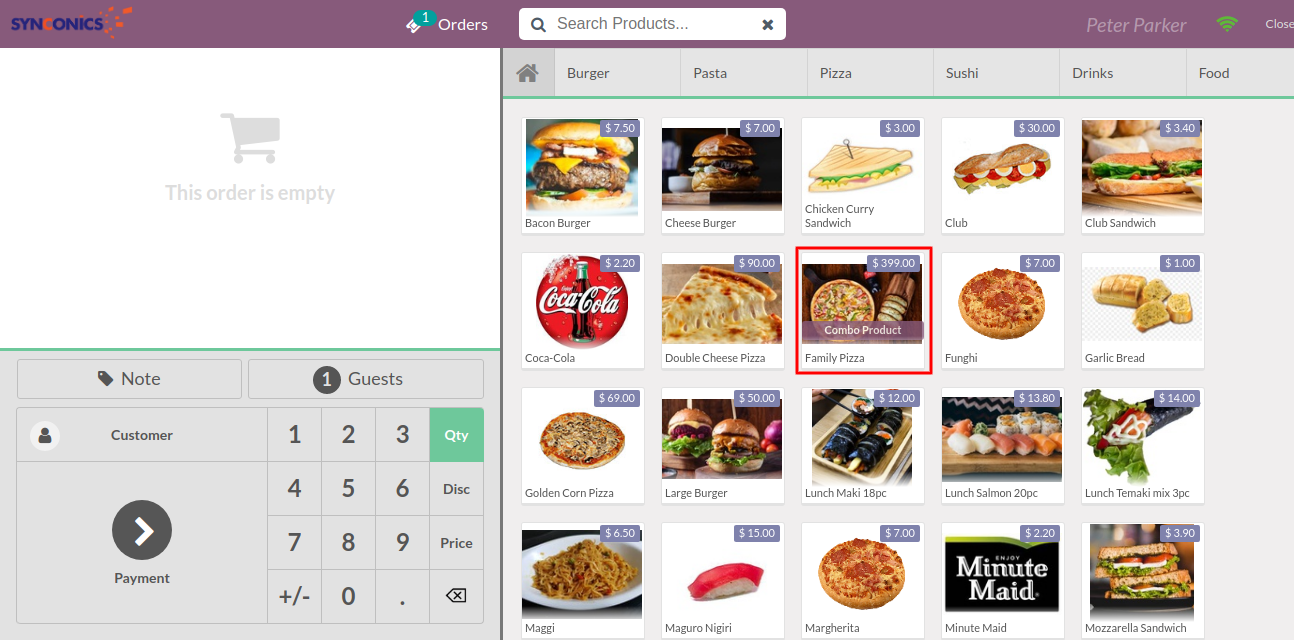 SYNCONICS
1
Orders
Search Products...
Peter Parker
Close
This order is empty
Burger
Pasta
Pizza
Sushi
Drinks
Food
$ 7.50
Bacon Burger
$ 7.00
Cheese Burger
$ 3.00
Chicken Curry
Sandwich
$ 30.00
Club
$ 3.40
Club Sandwich
$ 2.20
Enjoy
Coca-Cola
Coca-Cola
$ 90.00
Double Cheese Pizza
$ 399.00
Combo Product
Family Pizza
$ 7.00
Funghi
$ 1.00
Garlic Bread
$ 69.00
Golden Corn Pizza
$ 50.00
Large Burger
$ 12.00
Lunch Maki 18pc
$ 13.80
Lunch Salmon 20pc
$ 14.00
Lunch Temaki mix 3pc
$ 6.50
Maggi
$ 15.00
Maguro Nigiri
$ 7.00
Margherita
$ 2.20
ENJOY
Minute
Maid
Minute Maid
$ 3.90
Mozzarella Sandwich
Note
1 Guests
Customer
1 2 3 Qty
4 5 6 Disc
7 8 9 Price
+/- 0 .
Payment